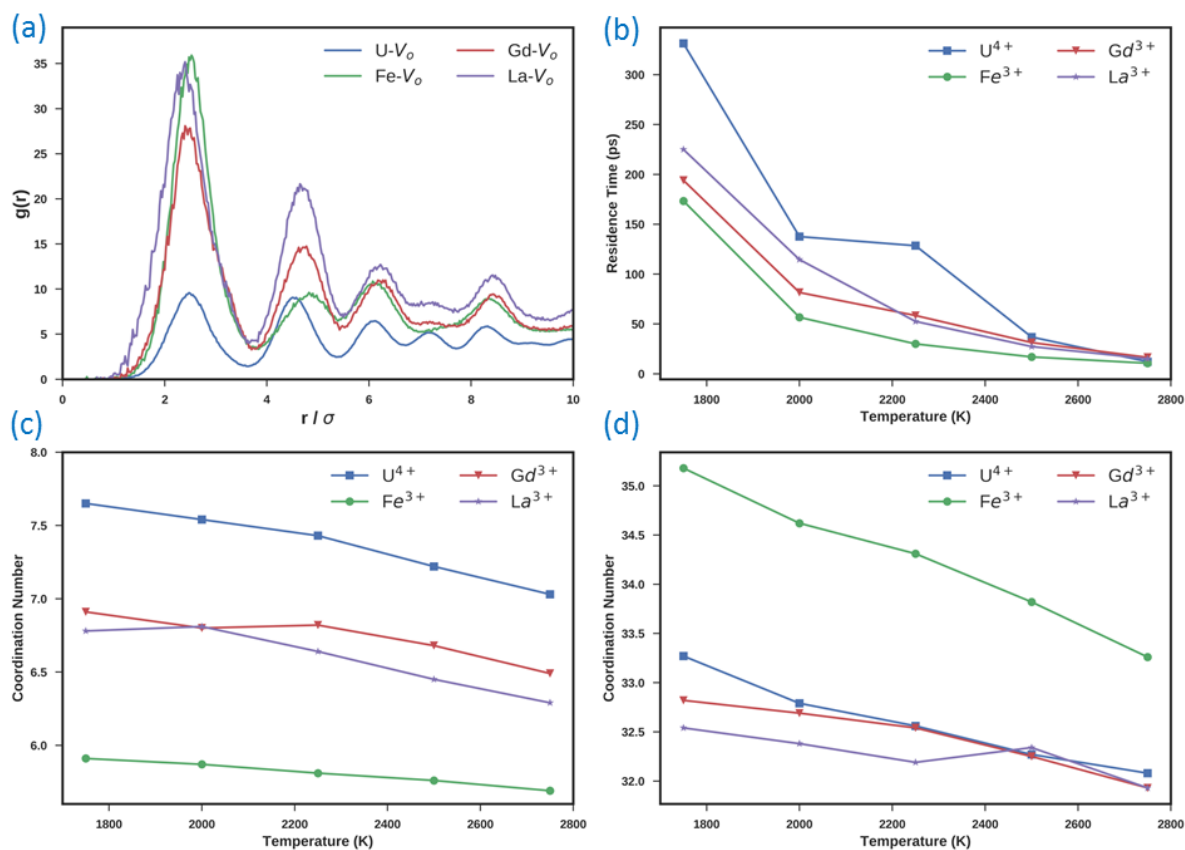 (a)
U-Vₒ
Gd-Vₒ
Fe-Vₒ
La-Vₒ
35
30
25
20
15
10
5
0
g(r)
0 2 4 6 8 10
r / σ
(b)
U⁴⁺
Gd³⁺
Fe³⁺
La³⁺
300
250
200
150
100
50
0
Residence Time (ps)
1800 2000 2200 2400 2600 2800
Temperature (K)
(c)
U⁴⁺
Gd³⁺
Fe³⁺
La³⁺
8.0
7.5
7.0
6.5
6.0
Coordination Number
1800 2000 2200 2400 2600 2800
Temperature (K)
(d)
U⁴⁺
Gd³⁺
Fe³⁺
La³⁺
35.0
34.5
34.0
33.5
33.0
32.5
32.0
Coordination Number
1800 2000 2200 2400 2600 2800
Temperature (K)